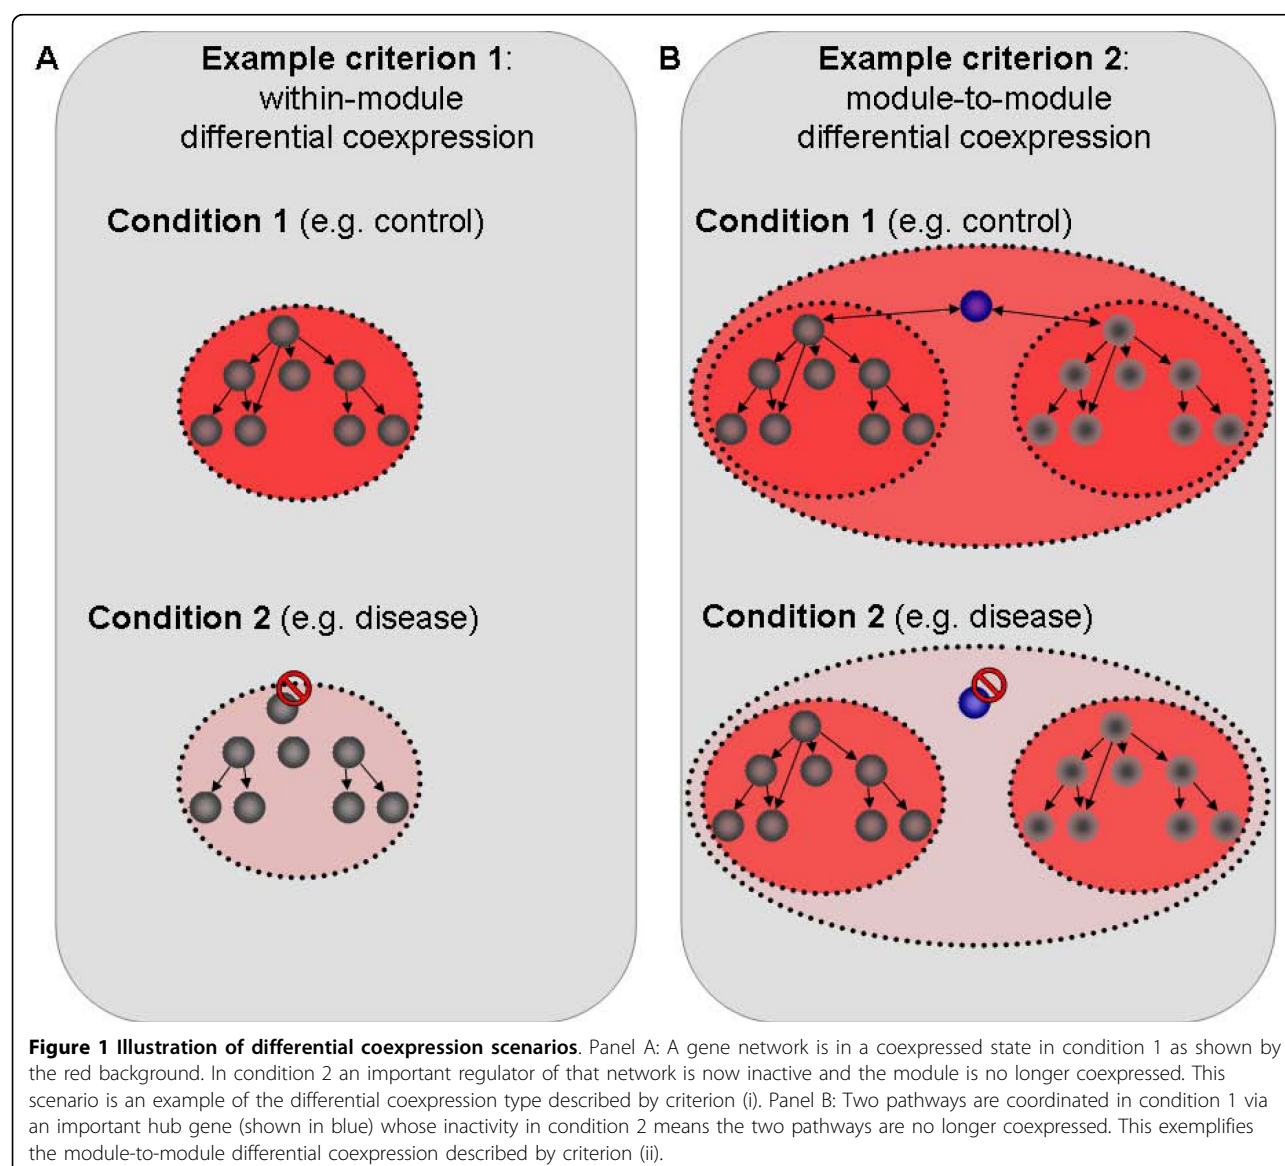 A
Example criterion 1:
within-module
differential coexpression
Condition 1 (e.g. control)
Condition 2 (e.g. disease)
B
Example criterion 2:
module-to-module
differential coexpression
Condition 1 (e.g. control)
Condition 2 (e.g. disease)
Figure 1 Illustration of differential coexpression scenarios. Panel A: A gene network is in a coexpressed state in condition 1 as shown by
the red background. In condition 2 an important regulator of that network is now inactive and the module is no longer coexpressed. This
scenario is an example of the differential coexpression type described by criterion (i). Panel B: Two pathways are coordinated in condition 1 via
an important hub gene (shown in blue) whose inactivity in condition 2 means the two pathways are no longer coexpressed. This exemplifies
the module-to-module differential coexpression described by criterion (ii).